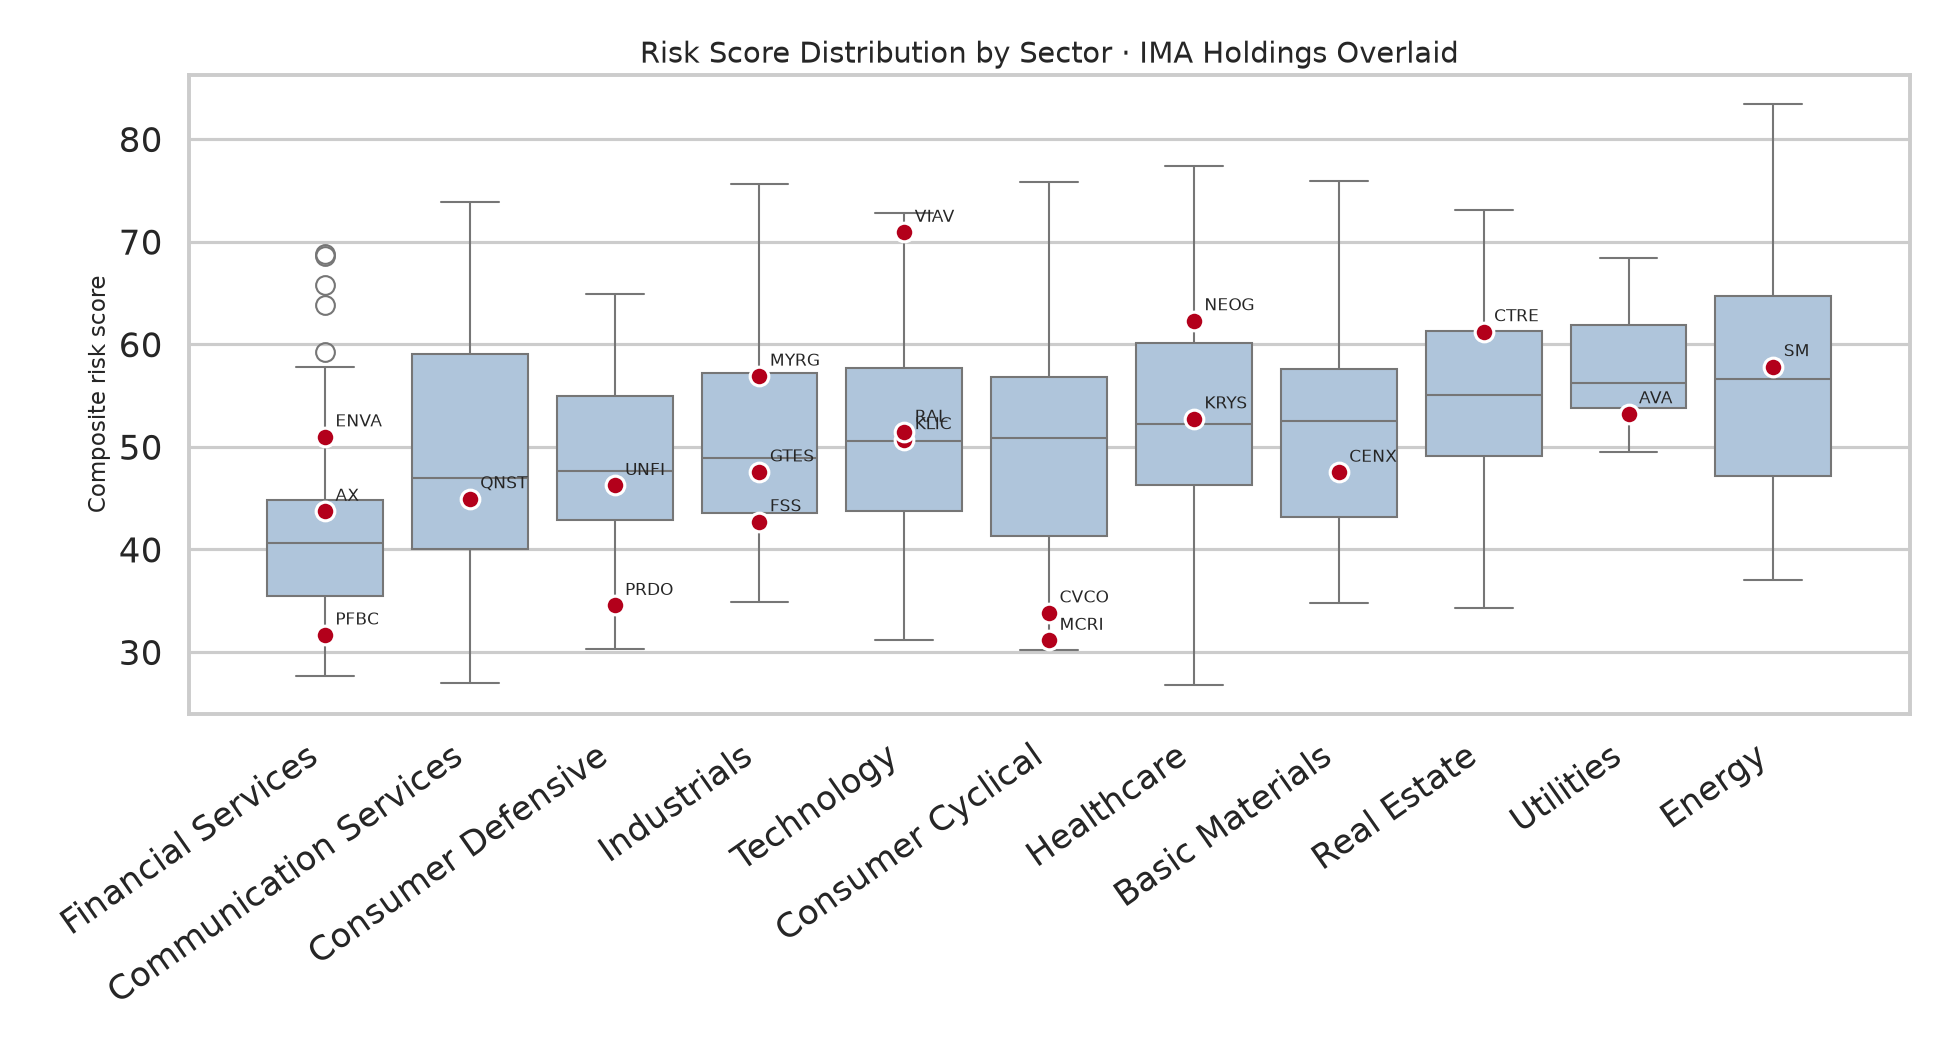 Risk Score Distribution by Sector · IMA Holdings Overlaid
Composite risk score
80
70
60
50
40
30
ENVA
AX
PFBC
QNST
UNFI
PRDO
MYRG
GTES
FSS
VIAV
RAL
KLIC
CVCO
MCRI
NEOG
KRYS
CENX
CTRE
AVA
SM
Financial Services
Communication Services
Consumer Defensive
Industrials
Technology
Consumer Cyclical
Healthcare
Basic Materials
Real Estate
Utilities
Energy